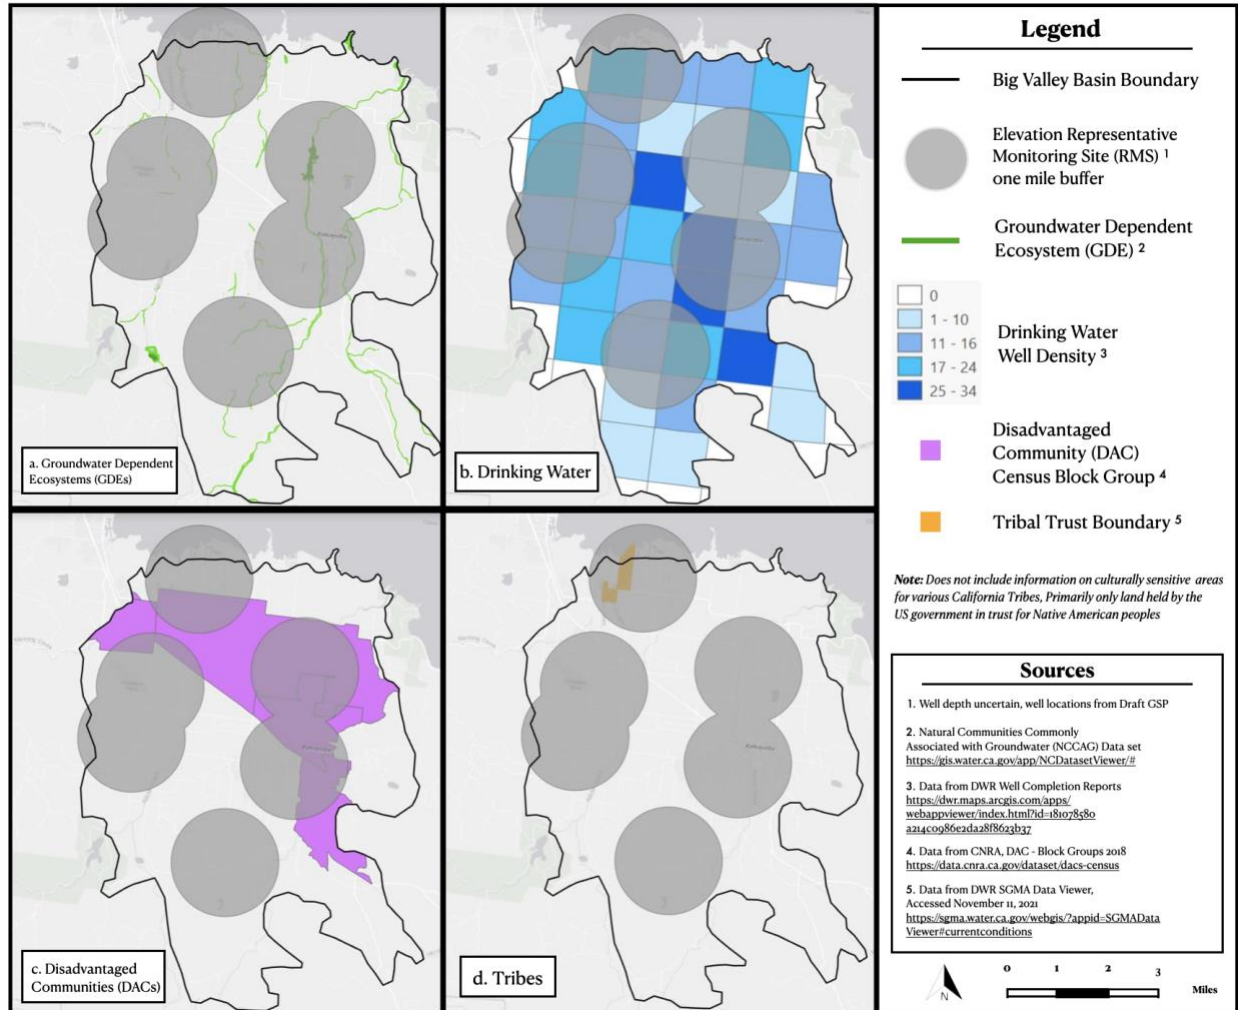 a. Groundwater Dependent
Ecosystems (GDEs)
b. Drinking Water
c. Disadvantaged
Communities (DACs)
d. Tribes
Legend
Big Valley Basin Boundary
Elevation Representative
Monitoring Site (RMS) 1
one mile buffer
Groundwater Dependent
Ecosystem (GDE) 2
0
1 - 10
11 - 16
17 - 24
25 - 34
Drinking Water
Well Density 3
Disadvantaged
Community (DAC)
Census Block Group 4
Tribal Trust Boundary 5
Note: Does not include information on culturally sensitive areas
for various California Tribes, Primarily only land held by the
US government in trust for Native American peoples
Sources
1. Well depth uncertain, well locations from Draft GSP
2. Natural Communities Commonly
Associated with Groundwater (NCCAG) Data set
https://gis.water.ca.gov/app/NCDatasetViewer/#
3. Data from DWR Well Completion Reports
https://dwr.maps.arcgis.com/apps/
webappviewer/index.html?id=181078580
a214c0986e2da28f8623b37
4. Data from CNRA, DAC - Block Groups 2018
https://data.cnra.ca.gov/dataset/dacs-census
5. Data from DWR SGMA Data Viewer,
Accessed November 11, 2021
https://sgma.water.ca.gov/webgis/?appid=SGMAData
Viewer#currentconditions
N
0 1 2 3
Miles